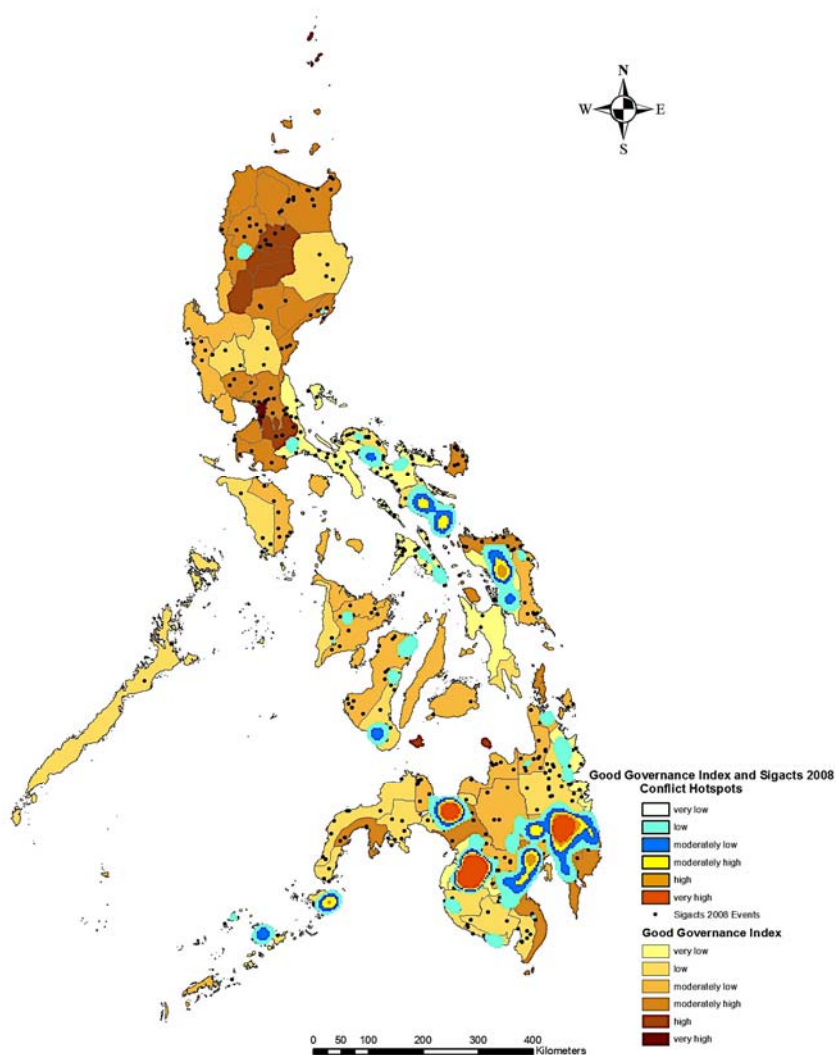 N
W E
S
Good Governance Index and Sigacts 2008
Conflict Hotspots
very low
low
moderately low
moderately high
high
very high
Sigacts 2008 Events
Good Governance Index
very low
low
moderately low
moderately high
high
very high
0 50 100 200 300 400
Kilometers